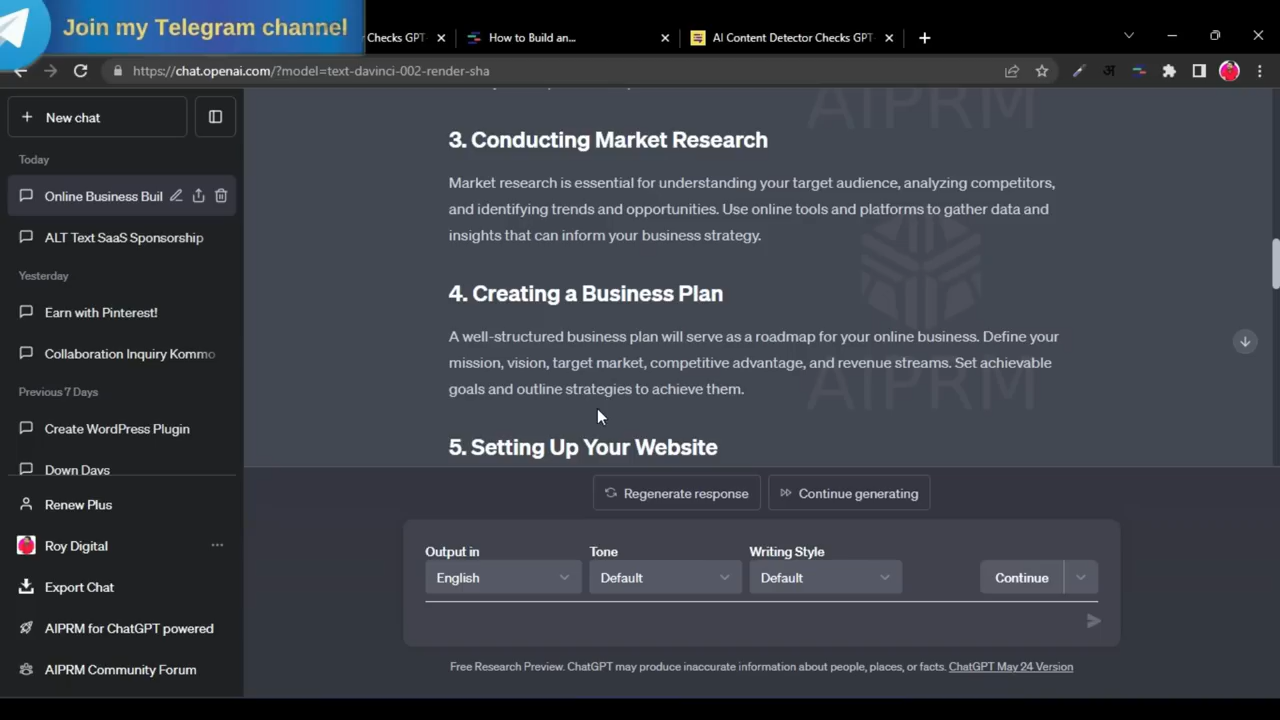 Join my Telegram channel
Checks GPT
How to Build an...
AI Content Detector Checks GPT
https://chat.openai.com/?model=text-davinci-002-render-sha
New chat
Today
Online Business Buil
ALT Text SaaS Sponsorship
Yesterday
Earn with Pinterest!
Collaboration Inquiry Kommo
Previous 7 Days
Create WordPress Plugin
Down Days
Renew Plus
Roy Digital
Export Chat
AIPRM for ChatGPT powered
AIPRM Community Forum
AIPRM
3. Conducting Market Research
Market research is essential for understanding your target audience, analyzing competitors,
and identifying trends and opportunities. Use online tools and platforms to gather data and
insights that can inform your business strategy.
4. Creating a Business Plan
A well-structured business plan will serve as a roadmap for your online business. Define your
mission, vision, target market, competitive advantage, and revenue streams. Set achievable
goals and outline strategies to achieve them.
AIPRM
5. Setting Up Your Website
Regenerate response
Continue generating
Output in
Tone
Writing Style
English
Default
Default
Continue
Free Research Preview. ChatGPT may produce inaccurate information about people, places, or facts. ChatGPT May 24 Version